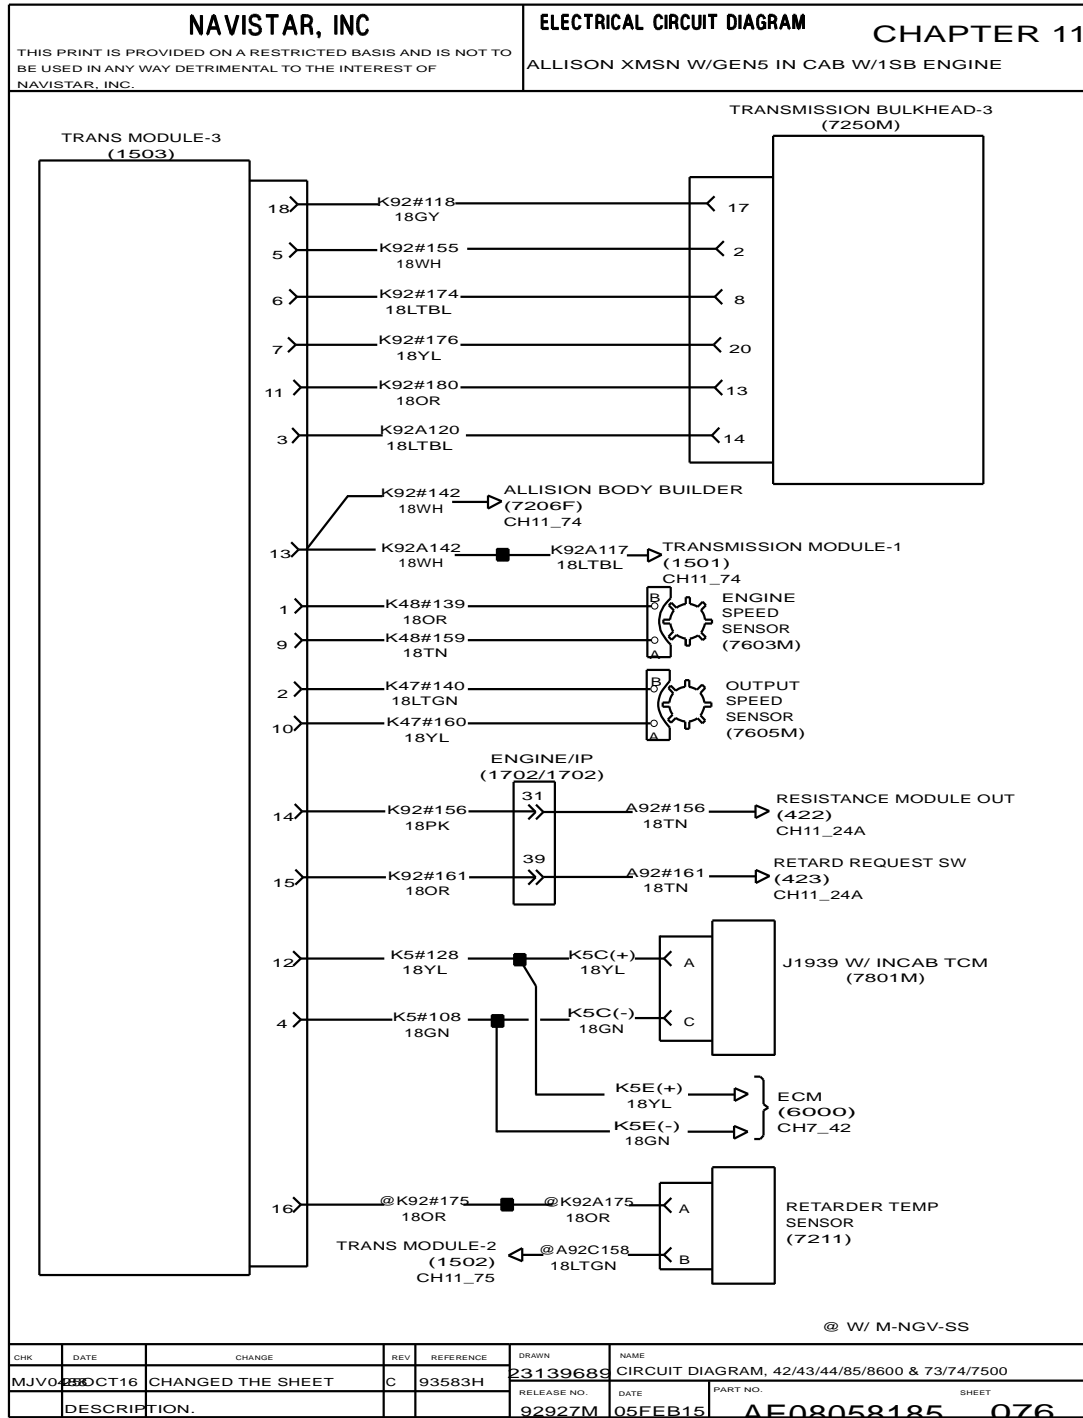 NAVISTAR, INC
THIS PRINT IS PROVIDED ON A RESTRICTED BASIS AND IS NOT TO
BE USED IN ANY WAY DETRIMENTAL TO THE INTEREST OF
NAVISTAR, INC.
ELECTRICAL CIRCUIT DIAGRAM
CHAPTER 11
ALLISON XMSN W/GEN5 IN CAB W/1SB ENGINE
TRANS MODULE-3
(1503)
TRANSMISSION BULKHEAD-3
(7250M)
18 K92#118 17
18GY
5 K92#155 2
18WH
6 K92#174 8
18LTBL
7 K92#176 20
18YL
11 K92#180 13
18OR
3 K92A120 14
18LTBL
K92#142 ALLISION BODY BUILDER
18WH (7206F)
CH11_74
13 K92A142 K92A117 TRANSMISSION MODULE-1
18WH 18LTBL (1501)
CH11_74
1 K48#139 B ENGINE
18OR SPEED
9 K48#159 SENSOR
18TN A (7603M)
2 K47#140 B OUTPUT
18LTGN SPEED
10 K47#160 SENSOR
18YL A (7605M)
ENGINE/IP
(1702/1702)
14 K92#156 31 A92#156 RESISTANCE MODULE OUT
18PK 18TN (422)
CH11_24A
15 K92#161 39 A92#161 RETARD REQUEST SW
18OR 18TN (423)
CH11_24A
12 K5#128 K5C(+) A J1939 W/ INCAB TCM
18YL 18YL (7801M)
4 K5#108 K5C(-) C
18GN 18GN
K5E(+) ECM
18YL (6000)
K5E(-) CH7_42
18GN
16 @K92#175 @K92A175 A RETARDER TEMP
18OR 18OR SENSOR
(7211)
TRANS MODULE-2 @A92C158 B
(1502) 18LTGN
CH11_75
@ W/ M-NGV-SS
CHK DATE CHANGE REV REFERENCE DRAWN NAME
OCT16 CHANGED THE SHEET C 93583H 23139689 CIRCUIT DIAGRAM, 42/43/44/85/8600 & 73/74/7500
DESCRIPTION. RELEASE NO. DATE PART NO. SHEET
92927M 05FEB15 AE08058185 076